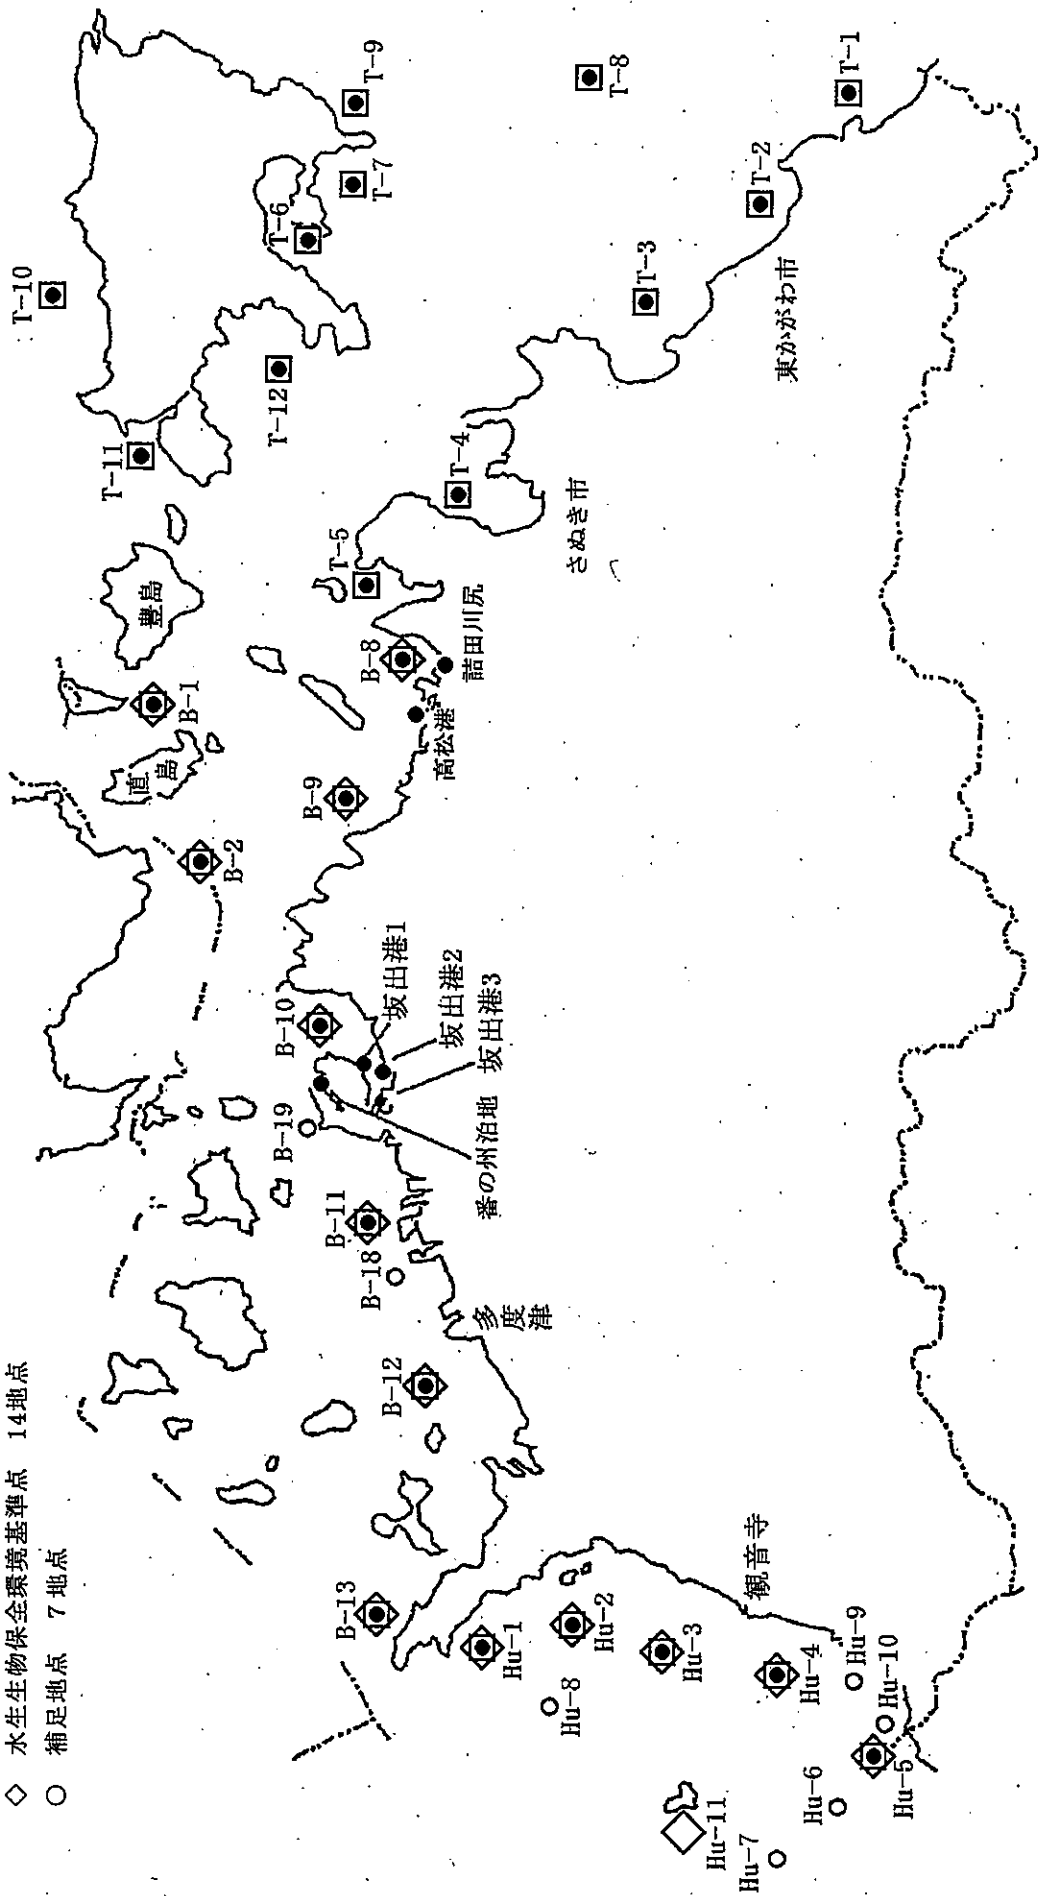 ◇ 水生生物保全環境基準点 14地点
○ 補足地点 7地点
T-10
T-11
T-12
T-6
T-7
T-9
T-8
T-1
T-2
T-3
T-4
T-5
東かがわ市
さぬき市
豊島
直島
B-1
B-2
B-8
詰田川尻
高松港
B-9
B-10
坂出港1
坂出港2
坂出港3
番の州泊地
B-19
B-11
B-18
多度津
B-12
B-13
Hu-1
Hu-2
Hu-8
Hu-3
観音寺
Hu-4
Hu-9
Hu-10
Hu-5
Hu-6
Hu-11
Hu-7